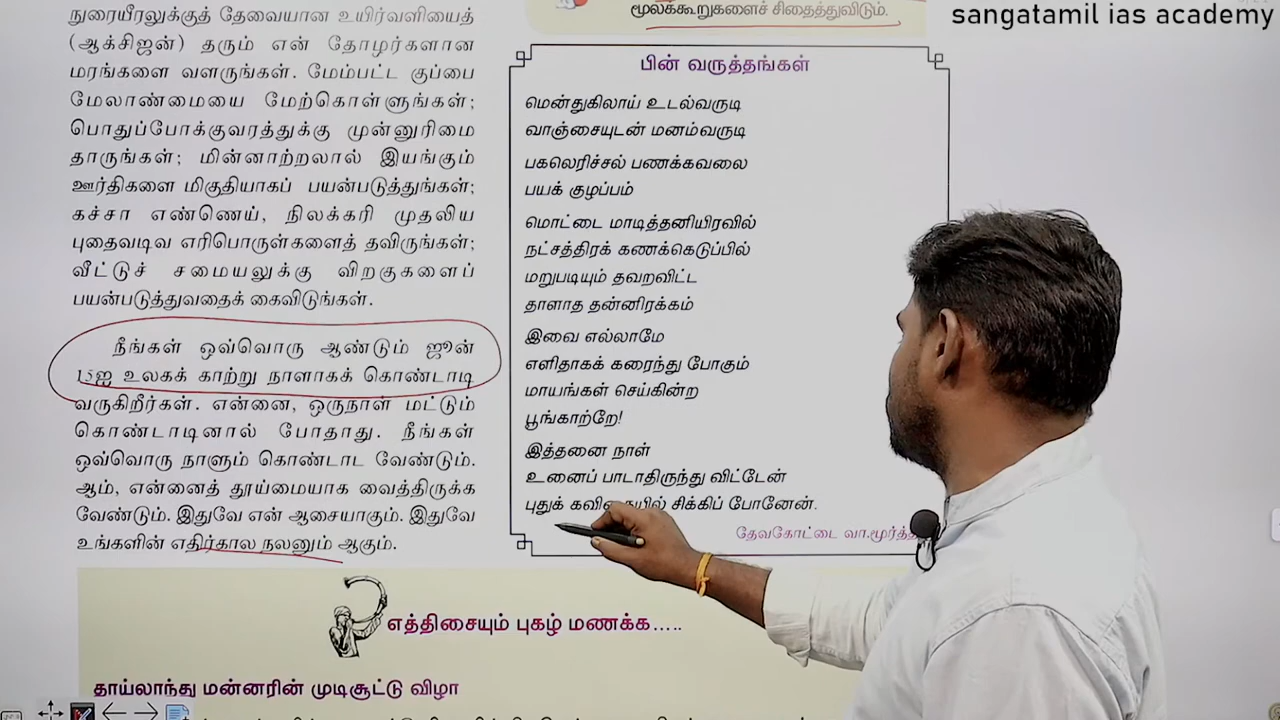 sangatamil ias academy
நுரையீரலுக்குத் தேவையான உயிர்வளியைத்
(ஆக்சிஜன்) தரும் என் தோழர்களான
மரங்களை வளருங்கள். மேம்பட்ட குப்பை
மேலாண்மையை மேற்கொள்ளுங்கள்;
பொதுப்போக்குவரத்துக்கு முன்னுரிமை
தாருங்கள்; மின்னாற்றலால் இயங்கும்
ஊர்திகளை மிகுதியாகப் பயன்படுத்துங்கள்;
கச்சா எண்ணெய், நிலக்கரி முதலிய
புதைவடிவ எரிபொருள்களைத் தவிருங்கள்;
வீட்டுச் சமையலுக்கு விறகுகளைப்
பயன்படுத்துவதைக் கைவிடுங்கள்.
நீங்கள் ஒவ்வொரு ஆண்டும் ஜூன்
15ஐ உலகக் காற்று நாளாகக் கொண்டாடி
வருகிறீர்கள். என்னை, ஒருநாள் மட்டும்
கொண்டாடினால் போதாது. நீங்கள்
ஒவ்வொரு நாளும் கொண்டாட வேண்டும்.
ஆம், என்னைத் தூய்மையாக வைத்திருக்க
வேண்டும். இதுவே என் ஆசையாகும். இதுவே
உங்களின் எதிர்கால நலனும் ஆகும்.
மூலக்கூறுகளைச் சிதைத்துவிடும்.
பின் வருத்தங்கள்
மென்துகிலாய் உடல்வருடி
வாஞ்சையுடன் மனம்வருடி
பகலெரிச்சல் பணக்கவலை
பயக் குழப்பம்
மொட்டை மாடித்தனியிரவில்
நட்சத்திரக் கணக்கெடுப்பில்
மறுபடியும் தவறவிட்ட
தாளாத தன்னிரக்கம்
இவை எல்லாமே
எளிதாகக் கரைந்து போகும்
மாயங்கள் செய்கின்ற
பூங்காற்றே!
இத்தனை நாள்
உனைப் பாடாதிருந்து விட்டேன்
புதுக் சிக்கிப் போனேன்.
தேவகோட்டை
எத்திசையும் புகழ் மணக்க.....
தாய்லாந்து மன்னரின் முடிசூட்டு விழா